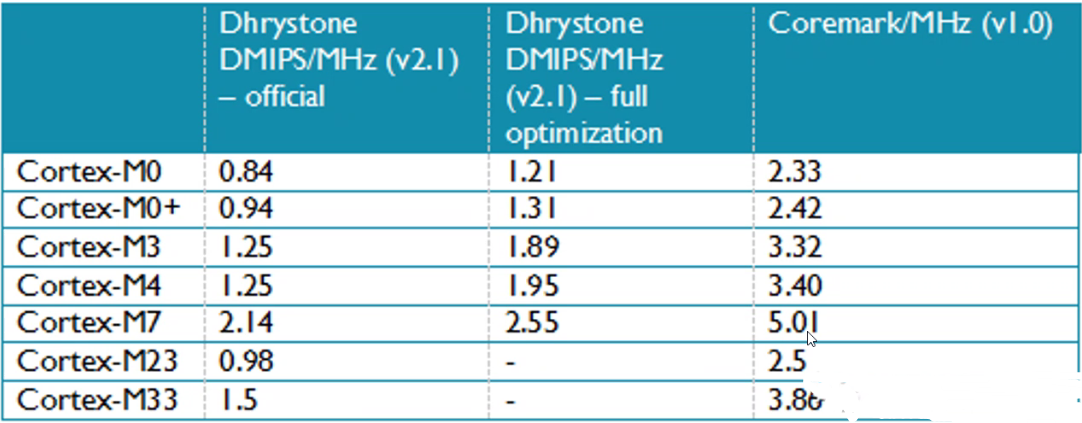 Dhrystone DMIPS/MHz (v2.1) – official
Dhrystone DMIPS/MHz (v2.1) – full optimization
Coremark/MHz (v1.0)
Cortex-M0 0.84 1.21 2.33
Cortex-M0+ 0.94 1.31 2.42
Cortex-M3 1.25 1.89 3.32
Cortex-M4 1.25 1.95 3.40
Cortex-M7 2.14 2.55 5.01
Cortex-M23 0.98 - 2.5
Cortex-M33 1.5 - 3.86